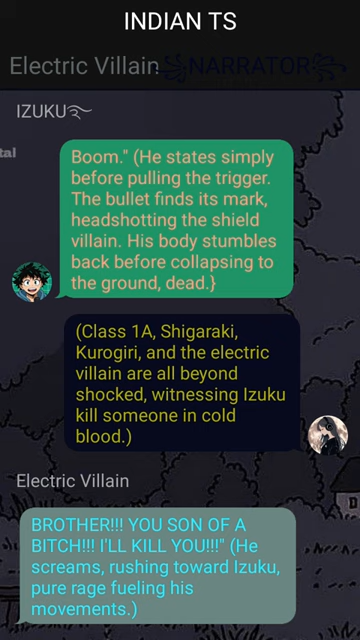 INDIAN TS
Electric Villain꧁NARRATOR꧂
IZUKU
tal
Boom." (He states simply
before pulling the trigger.
The bullet finds its mark,
headshotting the shield
villain. His body stumbles
back before collapsing to
the ground, dead.}
(Class 1A, Shigaraki,
Kurogiri, and the electric
villain are all beyond
shocked, witnessing Izuku
kill someone in cold
blood.)
Electric Villain
BROTHER!!! YOU SON OF A
BITCH!!! I'LL KILL YOU!!!" (He
screams, rushing toward Izuku,
pure rage fueling his
movements.)